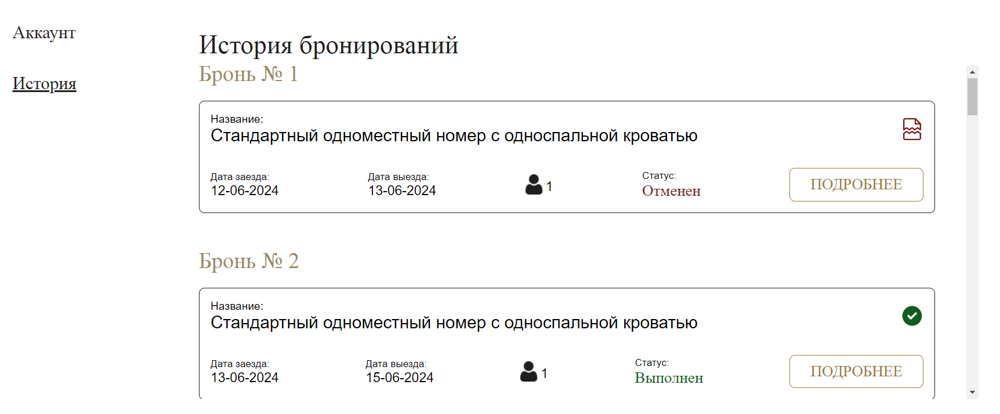 Аккаунт
История
История бронирований
Бронь № 1
Название:
Стандартный одноместный номер с односпальной кроватью
Дата заезда:
12-06-2024
Дата выезда:
13-06-2024
1
Статус:
Отменен
ПОДРОБНЕЕ
Бронь № 2
Название:
Стандартный одноместный номер с односпальной кроватью
Дата заезда:
13-06-2024
Дата выезда:
15-06-2024
1
Статус:
Выполнен
ПОДРОБНЕЕ